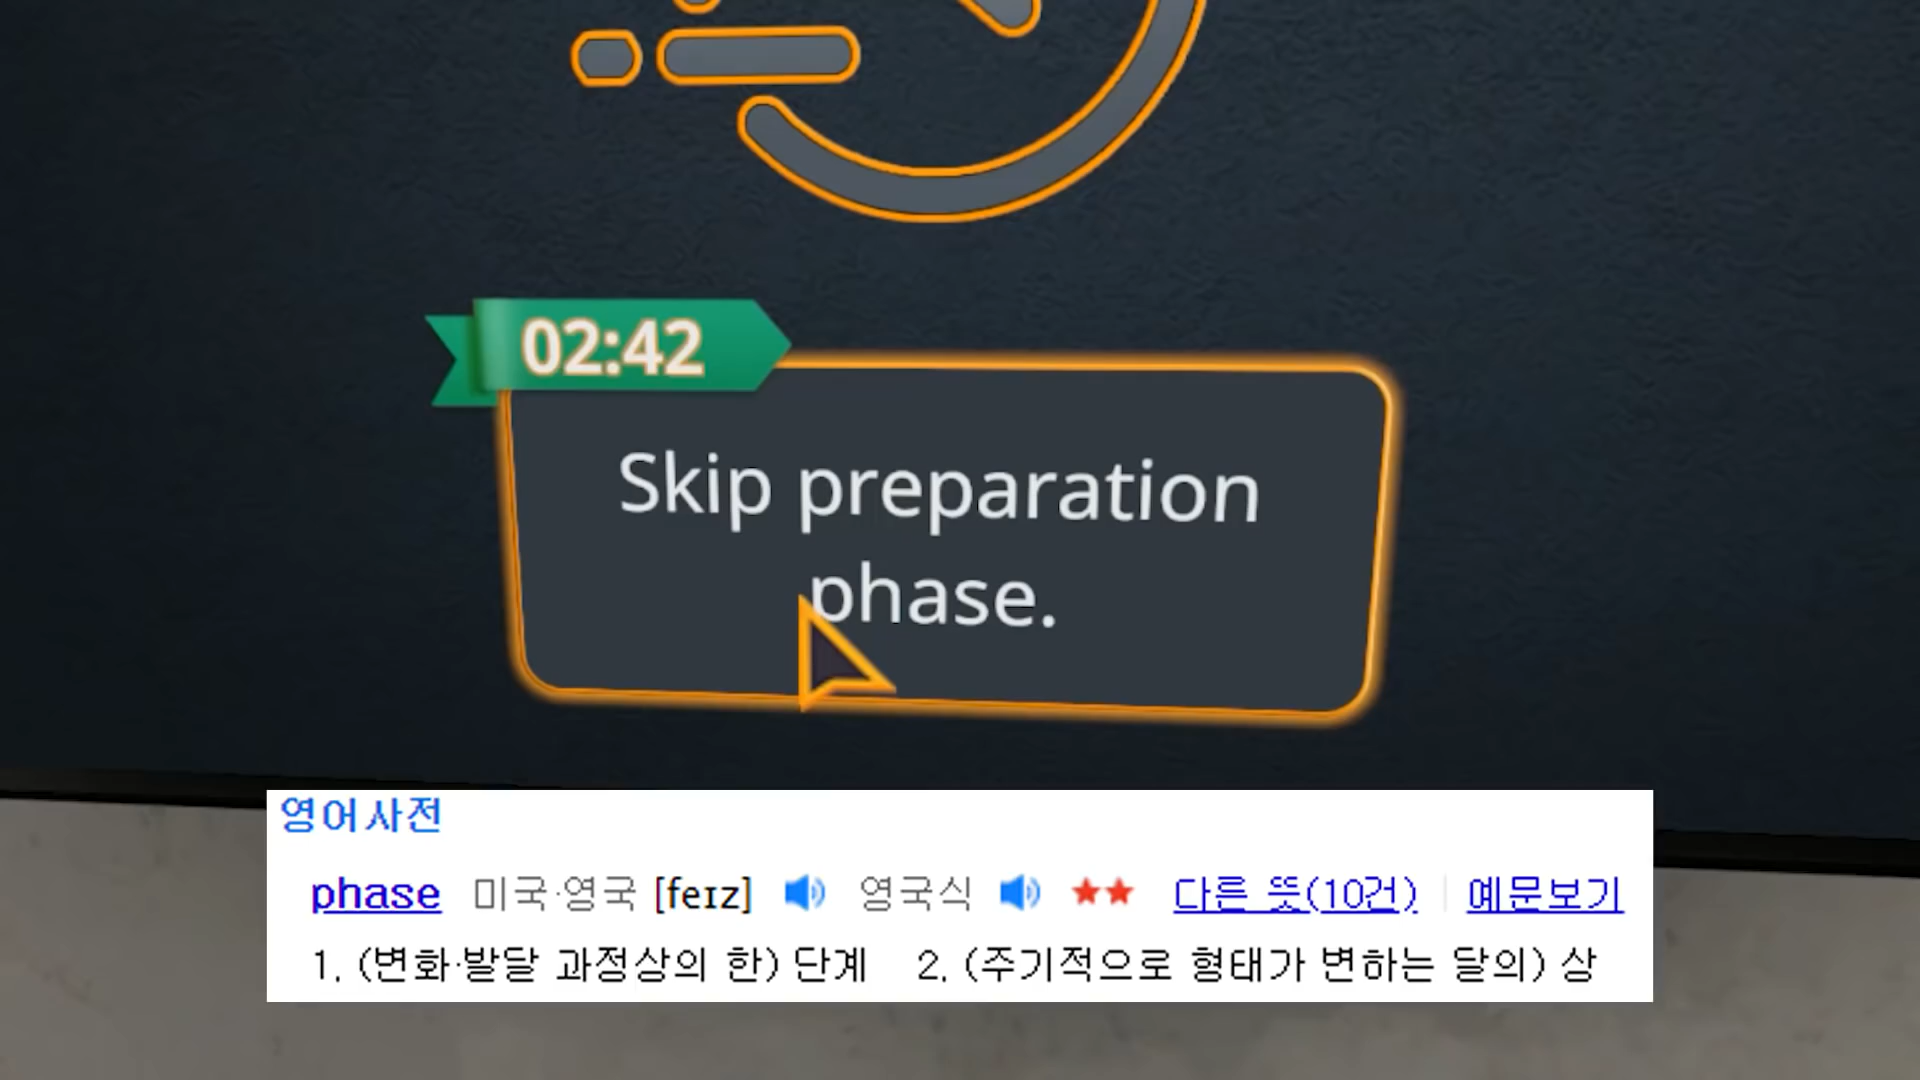 02:42
Skip preparation
phase.
영어사전
phase 미국·영국 [feɪz] 영국식 ★★ 다른 뜻(10건) 예문보기
1. (변화·발달 과정상의 한) 단계 2. (주기적으로 형태가 변하는 달의) 상